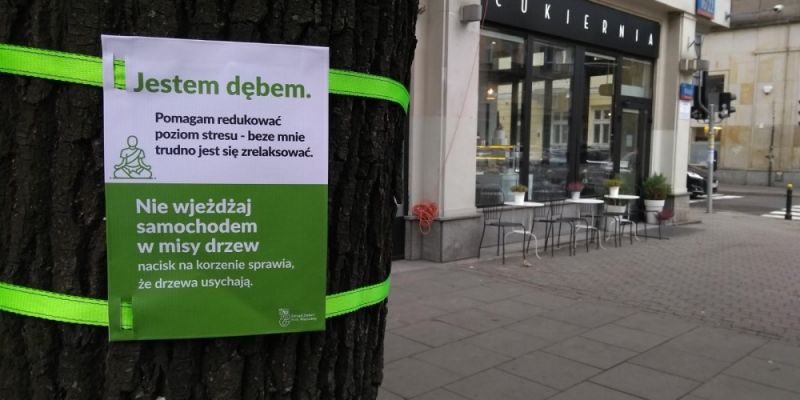 Jestem dębem.
Pomagam redukować
poziom stresu - beze mnie
trudno jest się zrelaksować.
Nie wjeżdżaj
samochodem
w misy drzew
nacisk na korzenie sprawia,
że drzewa usychają.
CUKIERNIA